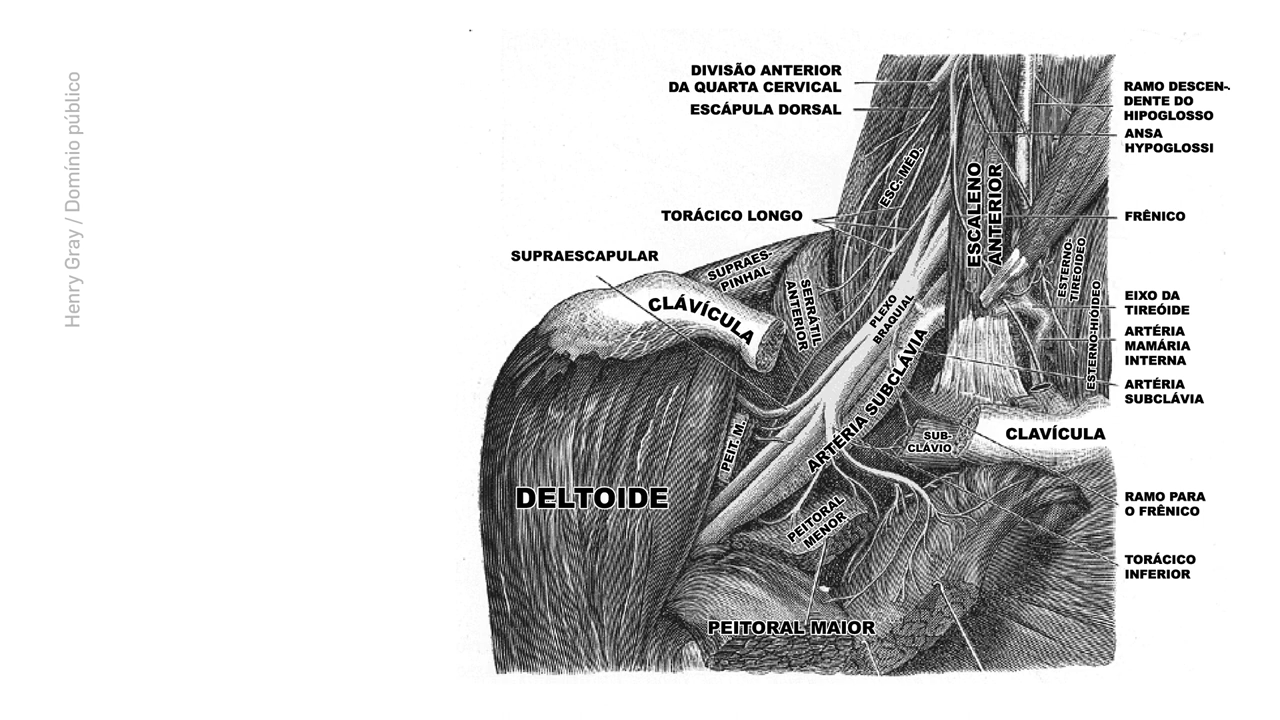 Henry Gray / Domínio público
DIVISÃO ANTERIOR
DA QUARTA CERVICAL
ESCÁPULA DORSAL
ESC. MÉD.
TORÁCICO LONGO
SUPRAESCAPULAR
SUPRAES-
PINHAL
CLÁVÍCULA
SERRÁTIL
ANTERIOR
PLEXO
BRAQUIAL
ESCALENO
ANTERIOR
ESTERNO-
TIREOIDEO
ESTERNO-HIÓIDEO
ARTÉRIA SUBCLÁVIA
PEIT. M.
SUB-
CLÁVIO
CLAVÍCULA
DELTOIDE
PEITORAL
MENOR
PEITORAL MAIOR
RAMO DESCEN-
DENTE DO
HIPOGLOSSO
ANSA
HYPOGLOSSI
FRÊNICO
EIXO DA
TIREÓIDE
ARTÉRIA
MAMÁRIA
INTERNA
ARTÉRIA
SUBCLÁVIA
RAMO PARA
O FRÊNICO
TORÁCICO
INFERIOR